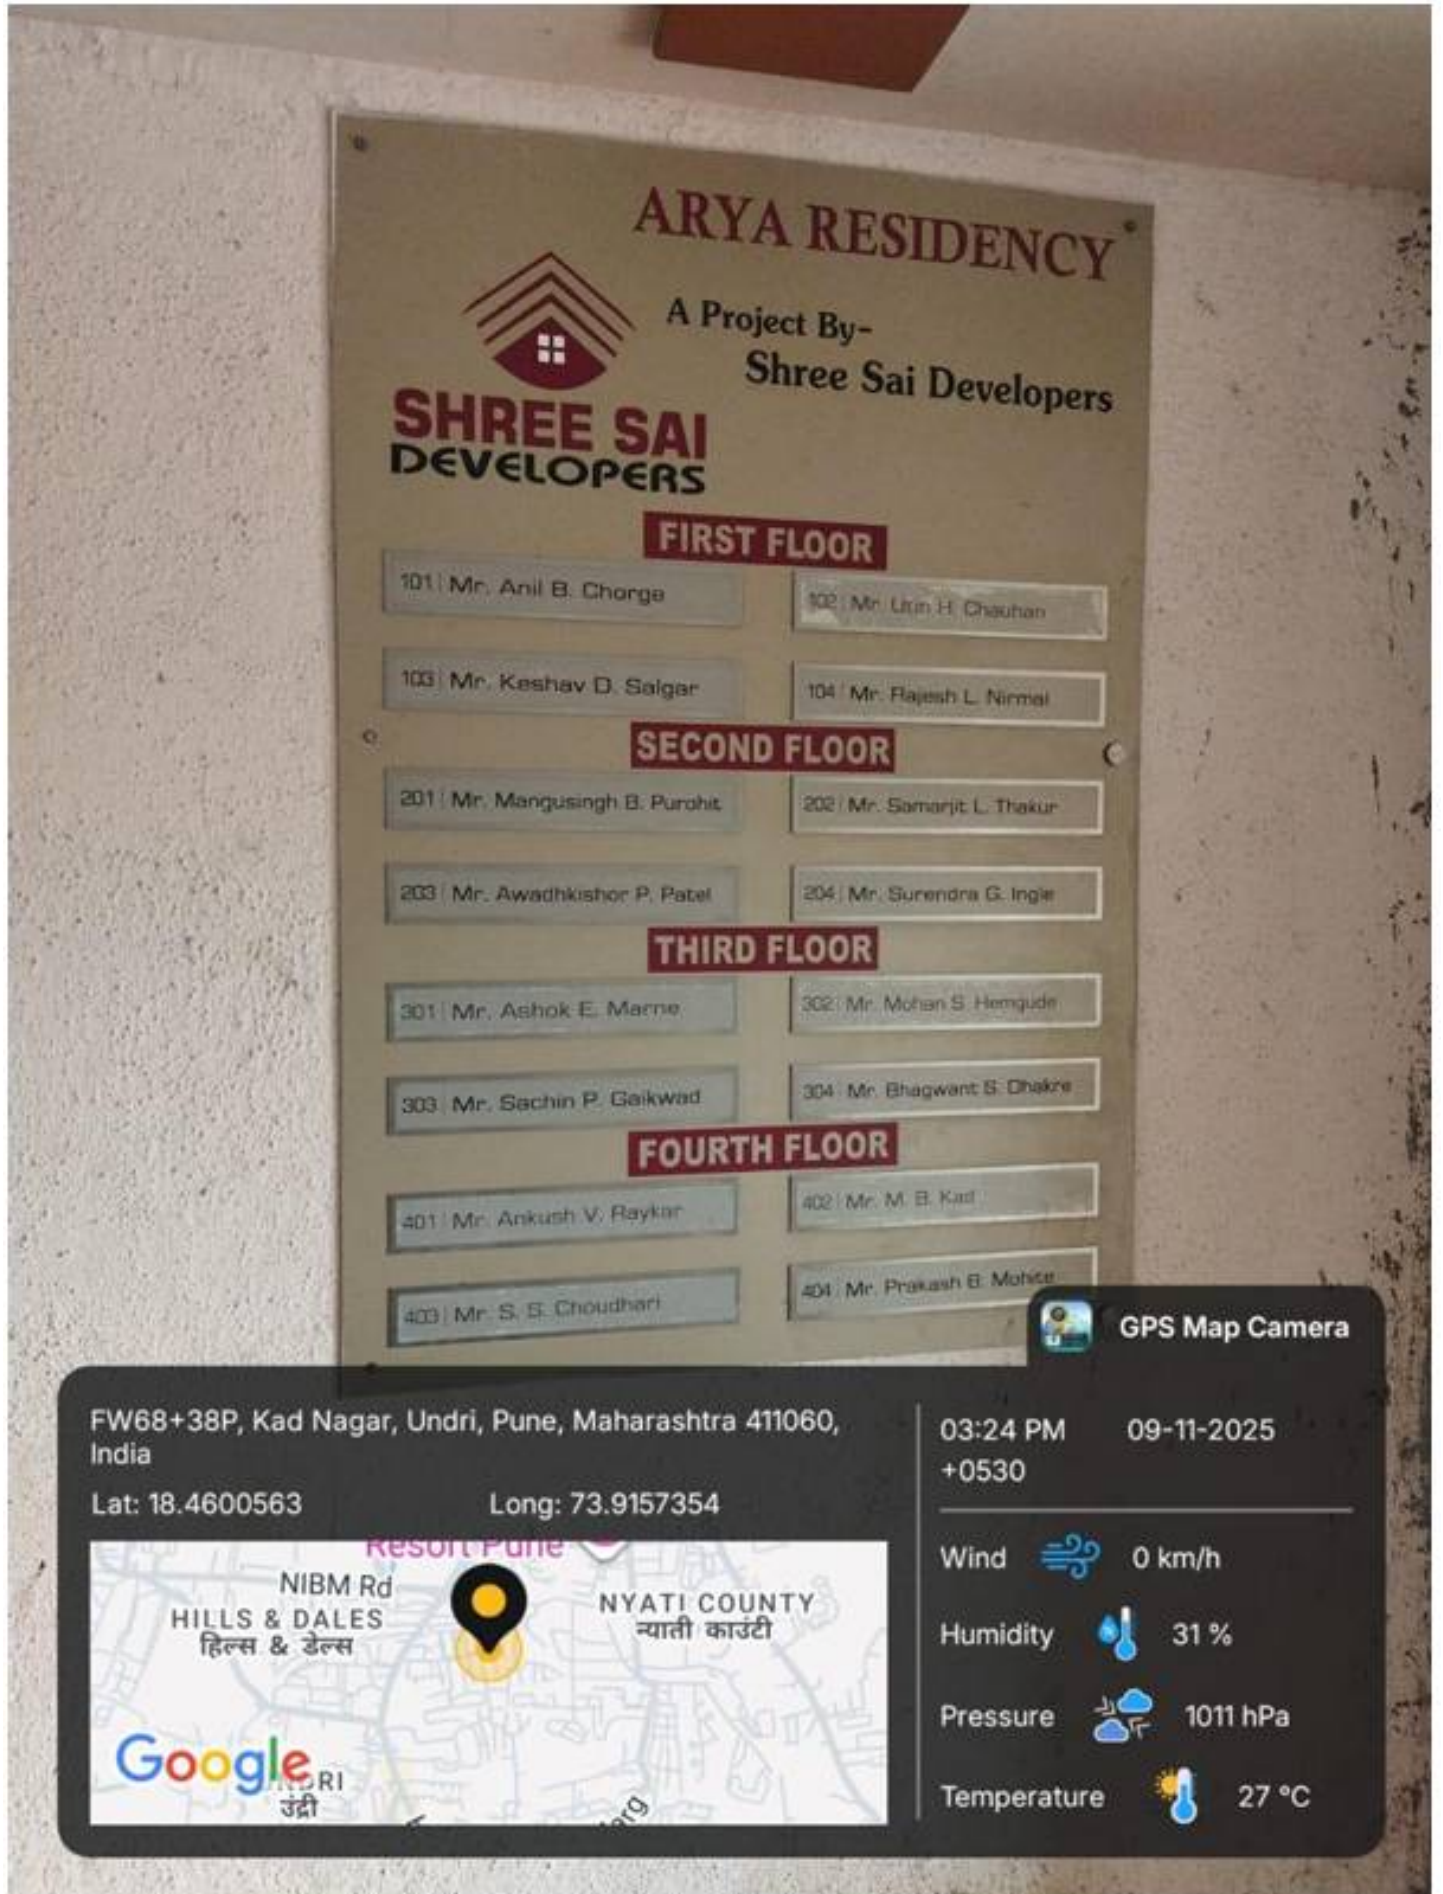 ARYA RESIDENCY
A Project By-
Shree Sai Developers
SHREE SAI
DEVELOPERS
FIRST FLOOR
101 | Mr. Anil B. Chorge
102 | Mr. H. Chauhan
103 | Mr. Keshav D. Salgar
104 | Mr. Rajesh L. Nirmal
SECOND FLOOR
201 | Mr. Mangusingh B. Purohit
202 | Mr. Samarjit L. Thakur
203 | Mr. Awadhkishor P. Patel
204 | Mr. Surendra G. Ingle
THIRD FLOOR
301 | Mr. Ashok E. Marne
302 | Mr. Mohan S. Hemgude
303 | Mr. Sachin P. Gaikwad
304 | Mr. Bhagwant S. Dhakre
FOURTH FLOOR
401 | Mr. Ankush V. Raykar
402 | Mr. M. B. Kad
403 | Mr. S. S. Choudhari
404 | Mr. Prakash B. Mohite
GPS Map Camera
FW68+38P, Kad Nagar, Undri, Pune, Maharashtra 411060,
India
Lat: 18.4600563 Long: 73.9157354
03:24 PM 09-11-2025
+0530
Wind 0 km/h
Humidity 31 %
Pressure 1011 hPa
Temperature 27 °C
Resort Pune
NIBM Rd
HILLS & DALES
हिल्स & डेल्स
NYATI COUNTY
न्याती काउंटी
Google
उंद्री